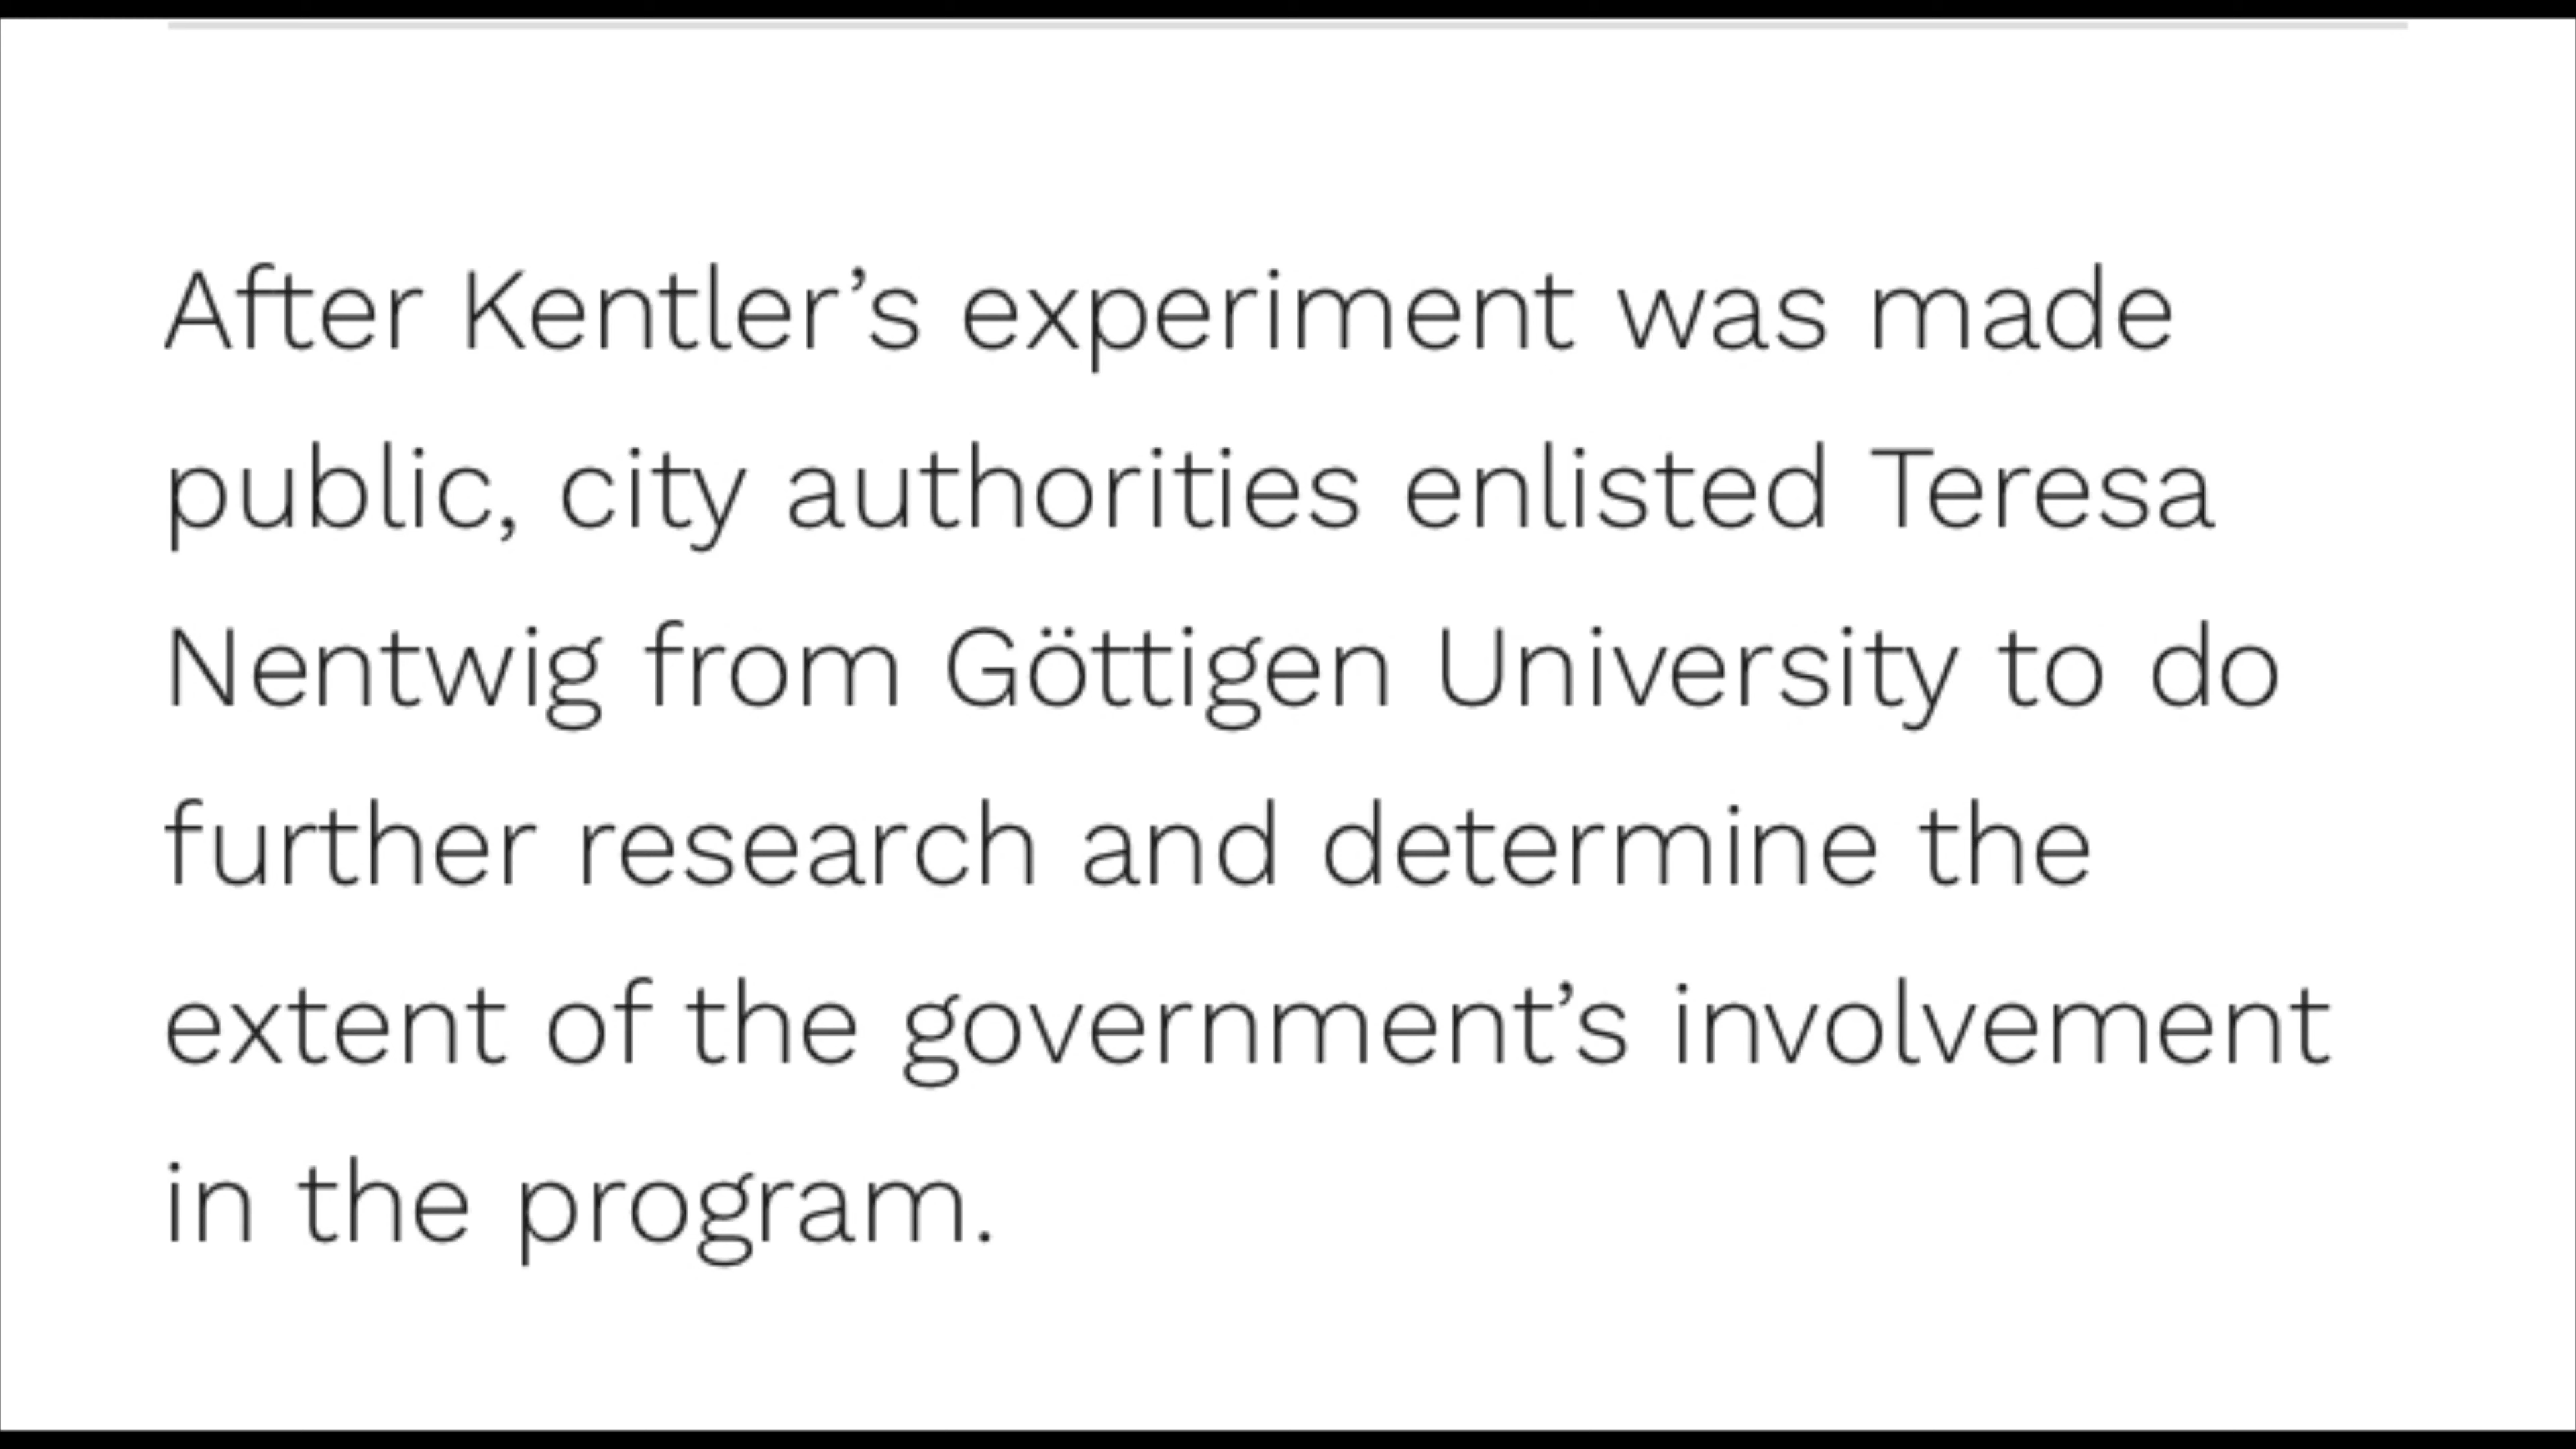 After Kentler’s experiment was made
public, city authorities enlisted Teresa
Nentwig from Göttigen University to do
further research and determine the
extent of the government’s involvement
in the program.